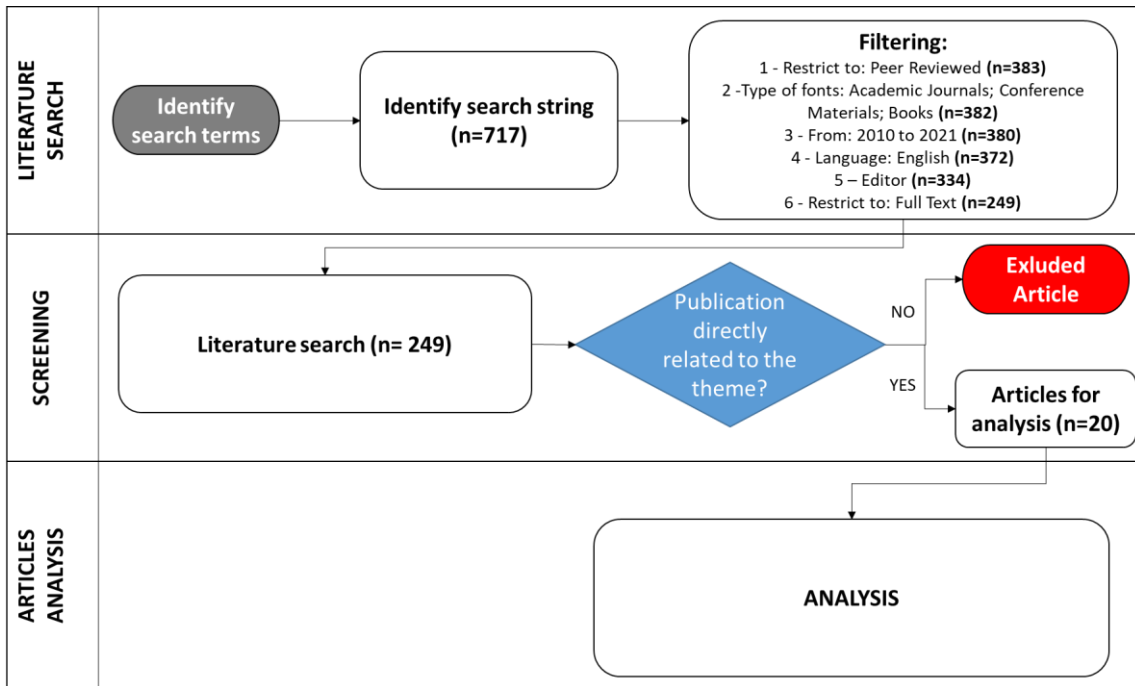 LITERATURE
SEARCH
Identify
search terms
Identify search string
(n=717)
Filtering:
1 - Restrict to: Peer Reviewed (n=383)
2 -Type of fonts: Academic Journals; Conference
Materials; Books (n=382)
3 - From: 2010 to 2021 (n=380)
4 - Language: English (n=372)
5 – Editor (n=334)
6 - Restrict to: Full Text (n=249)
SCREENING
Literature search (n= 249)
Publication
directly
related to the
theme?
NO
Exluded
Article
YES
Articles for
analysis (n=20)
ARTICLES
ANALYSIS
ANALYSIS